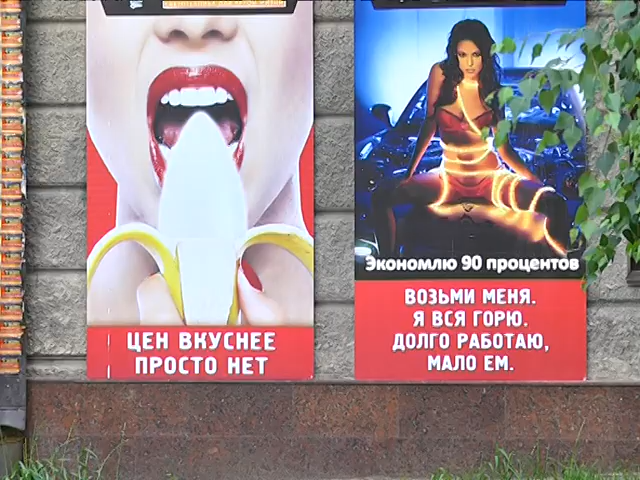 ЦЕН ВКУСНЕЕ
ПРОСТО НЕТ
Экономлю 90 процентов
ВОЗЬМИ МЕНЯ.
Я ВСЯ ГОРЮ.
ДОЛГО РАБОТАЮ,
МАЛО ЕМ.